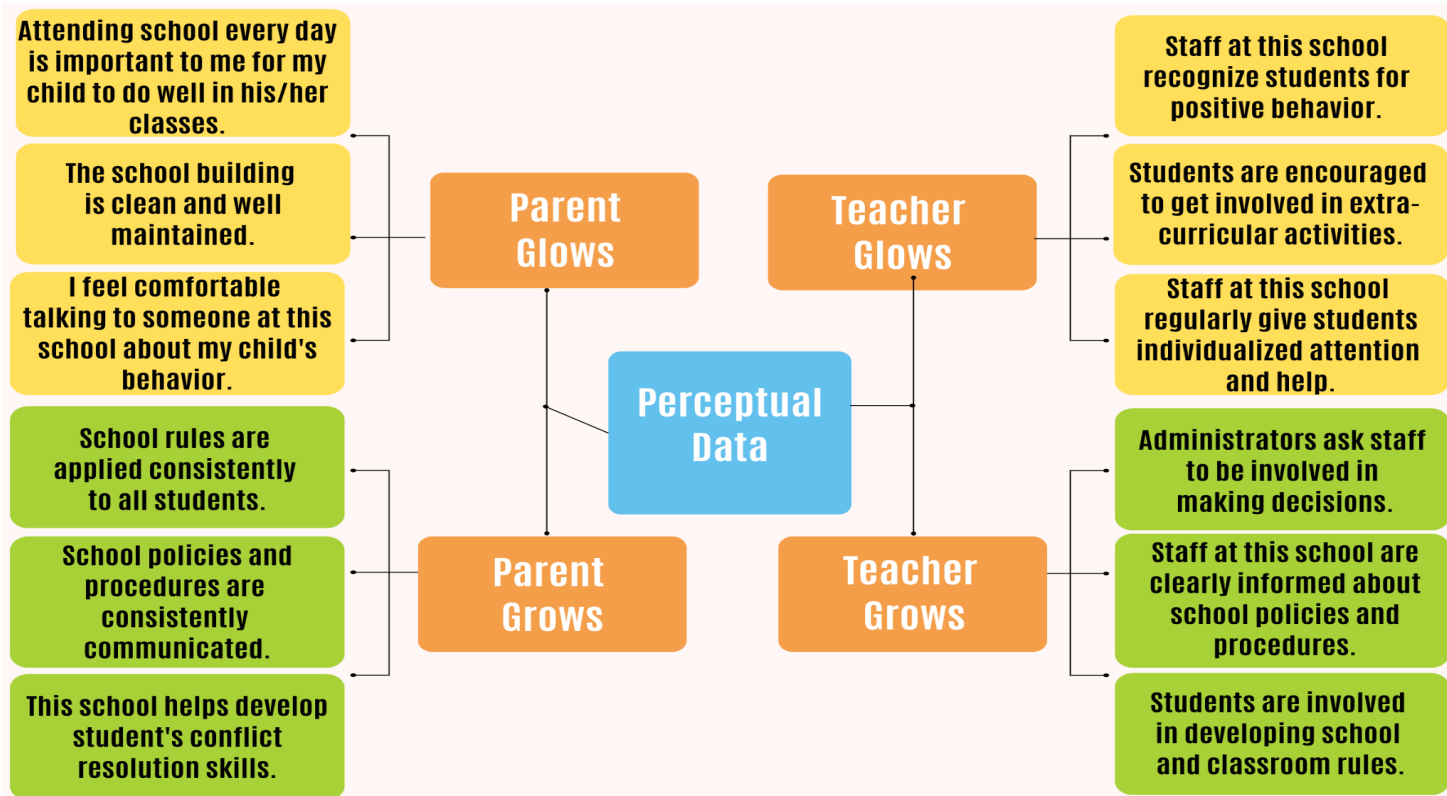 Attending school every day
is important to me for my
child to do well in his/her
classes.
The school building
is clean and well
maintained.
I feel comfortable
talking to someone at this
school about my child's
behavior.
Parent
Glows
Teacher
Glows
Staff at this school
recognize students for
positive behavior.
Students are encouraged
to get involved in extra-
curricular activities.
Staff at this school
regularly give students
individualized attention
and help.
Perceptual
Data
School rules are
applied consistently
to all students.
School policies and
procedures are
consistently
communicated.
This school helps develop
student's conflict
resolution skills.
Parent
Grows
Teacher
Grows
Administrators ask staff
to be involved in
making decisions.
Staff at this school are
clearly informed about
school policies and
procedures.
Students are involved
in developing school
and classroom rules.